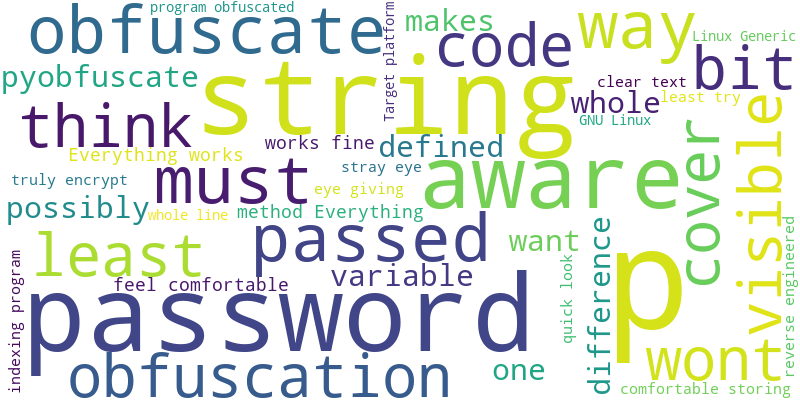 program obfuscated
obfuscate
Target platform
makes
code
way
Linux Generic
bit
pyobfuscate
string
clear text
least try
whole
GNU Linux
think
works fine
defined
Everything works
must
stray eye
aware
visible
cover
truly encrypt
eye giving
possibly
whole line
method Everything
passed
least
want
p
difference
reverse engineered
indexing program
feel comfortable
variable
quick look
password
obfuscation
one
wont
comfortable storing